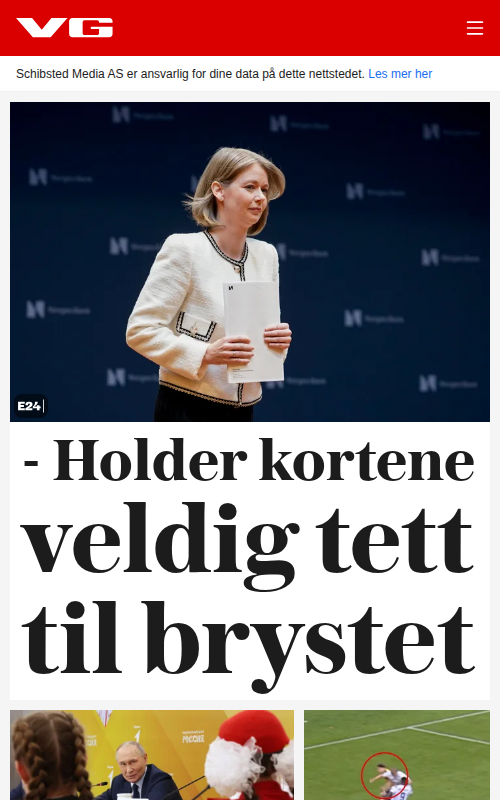 VG
Schibsted Media AS er ansvarlig for dine data på dette nettstedet. Les mer her
E24
- Holder kortene
veldig tett
til brystet
РОССИЯ